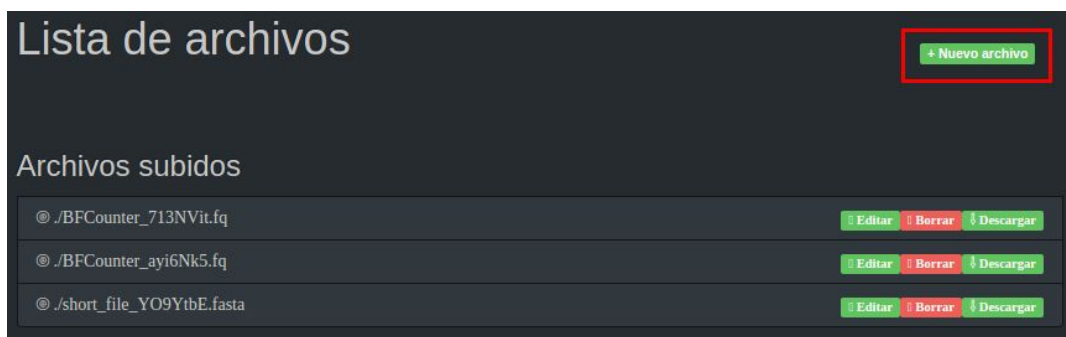 Lista de archivos
+ Nuevo archivo
Archivos subidos
./BFCounter_713NVit.fq Editar Borrar Descargar
./BFCounter_ayi6Nk5.fq Editar Borrar Descargar
./short_file_YO9YtbE.fasta Editar Borrar Descargar